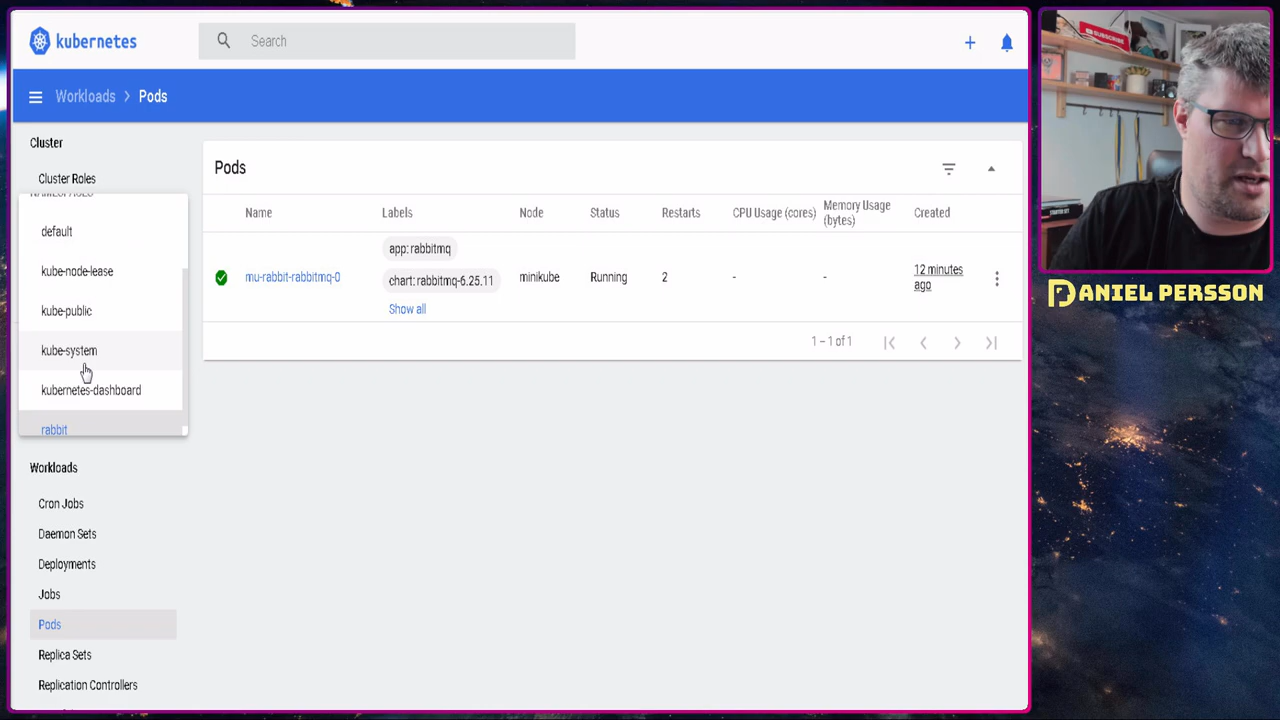 kubernetes
Search
Workloads > Pods
Cluster
Cluster Roles
default
kube-node-lease
kube-public
kube-system
kubernetes-dashboard
rabbit
Workloads
Cron Jobs
Daemon Sets
Deployments
Jobs
Pods
Replica Sets
Replication Controllers
Pods
Name Labels Node Status Restarts CPU Usage (cores) Memory Usage (bytes) Created
mu-rabbit-rabbitmq-0
app: rabbitmq
chart: rabbitmq-6.25.11
Show all
minikube
Running
2
-
-
12 minutes
ago
1 – 1 of 1
SUBSCRIBE
DANIEL PERSSON